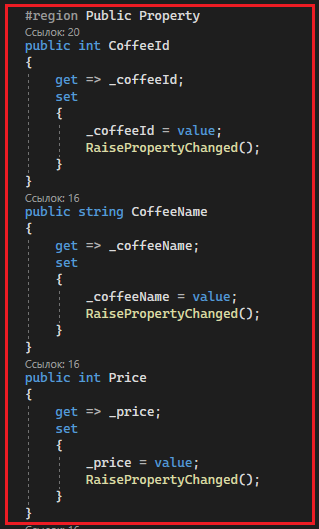 #region Public Property
Ссылок: 20
public int CoffeeId
{
get => _coffeeId;
set
{
_coffeeId = value;
RaisePropertyChanged();
}
}
Ссылок: 16
public string CoffeeName
{
get => _coffeeName;
set
{
_coffeeName = value;
RaisePropertyChanged();
}
}
Ссылок: 16
public int Price
{
get => _price;
set
{
_price = value;
RaisePropertyChanged();
}
}